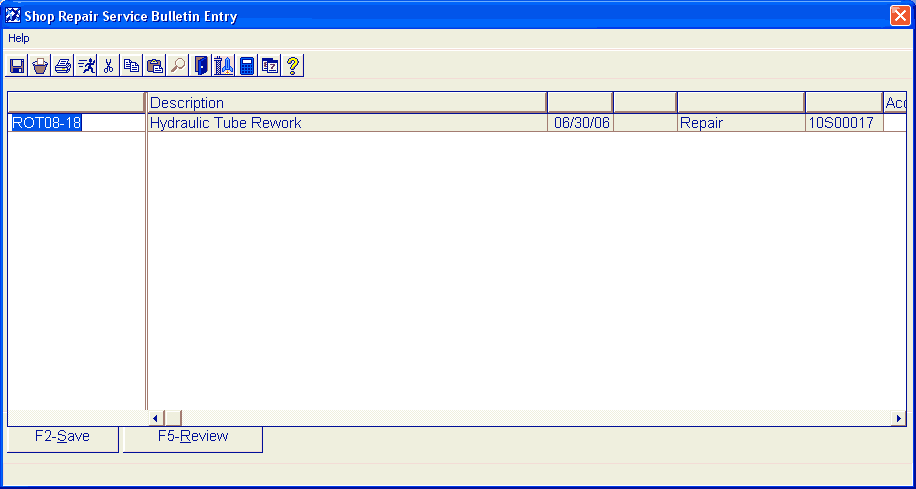 Shop Repair Service Bulletin Entry
Help
Description Acc
ROT08-18 Hydraulic Tube Rework 06/30/06 Repair 10S00017
F2-Save F5-Review